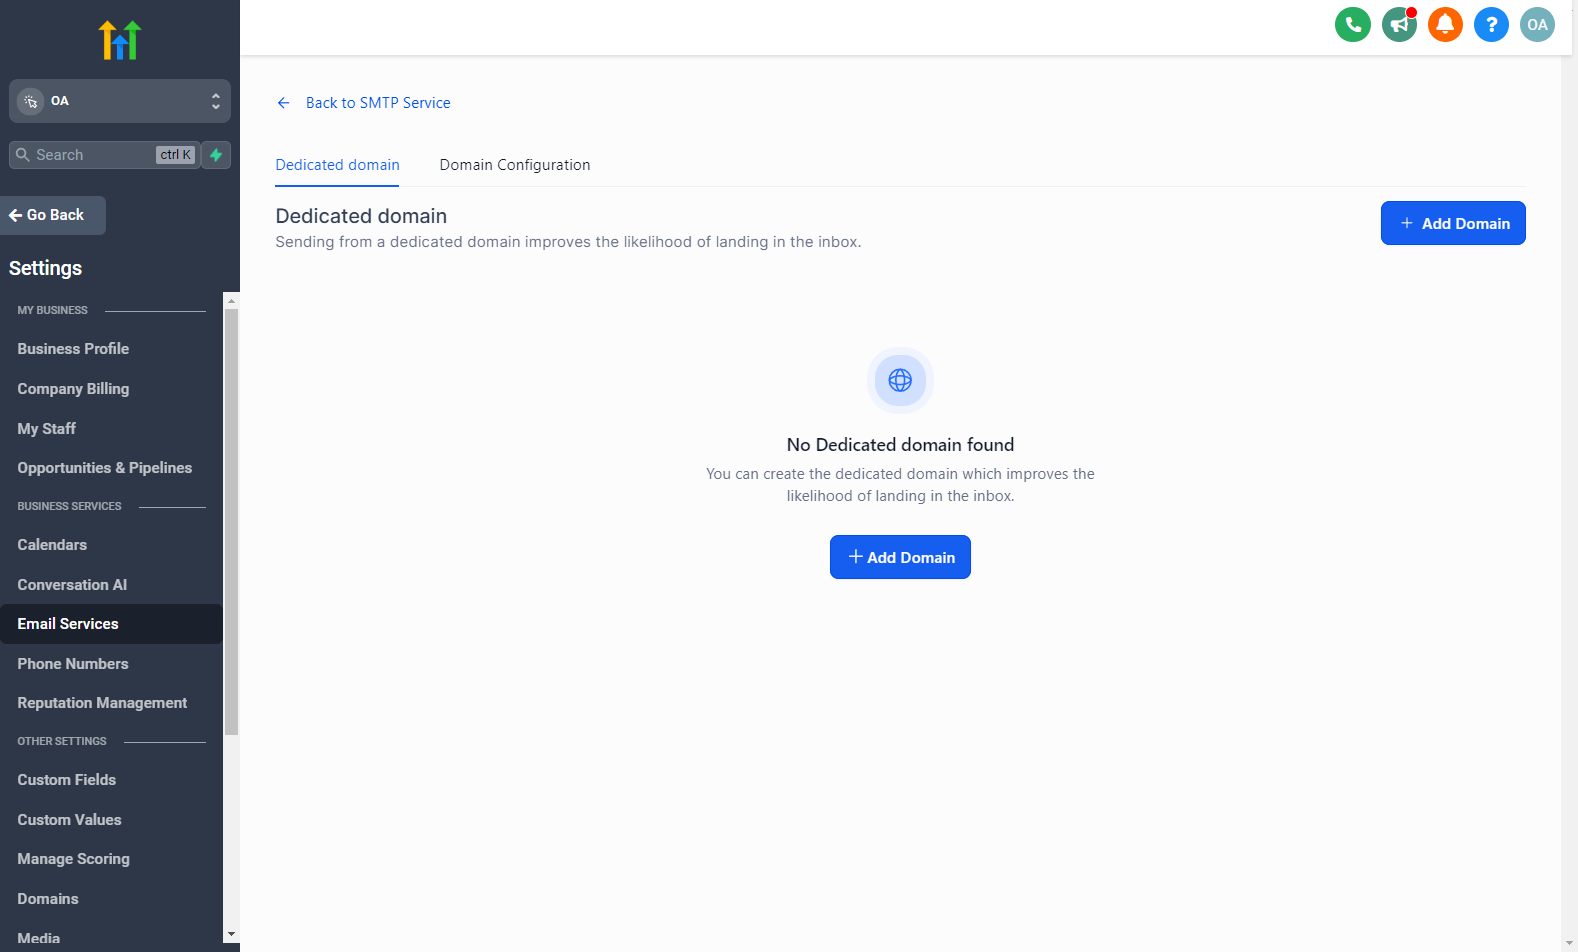 OA
OA
Search
ctrl K
Go Back
Settings
MY BUSINESS
Business Profile
Company Billing
My Staff
Opportunities & Pipelines
BUSINESS SERVICES
Calendars
Conversation AI
Email Services
Phone Numbers
Reputation Management
OTHER SETTINGS
Custom Fields
Custom Values
Manage Scoring
Domains
Media
Back to SMTP Service
Dedicated domain
Domain Configuration
Dedicated domain
Sending from a dedicated domain improves the likelihood of landing in the inbox.
+ Add Domain
No Dedicated domain found
You can create the dedicated domain which improves the
likelihood of landing in the inbox.
+ Add Domain